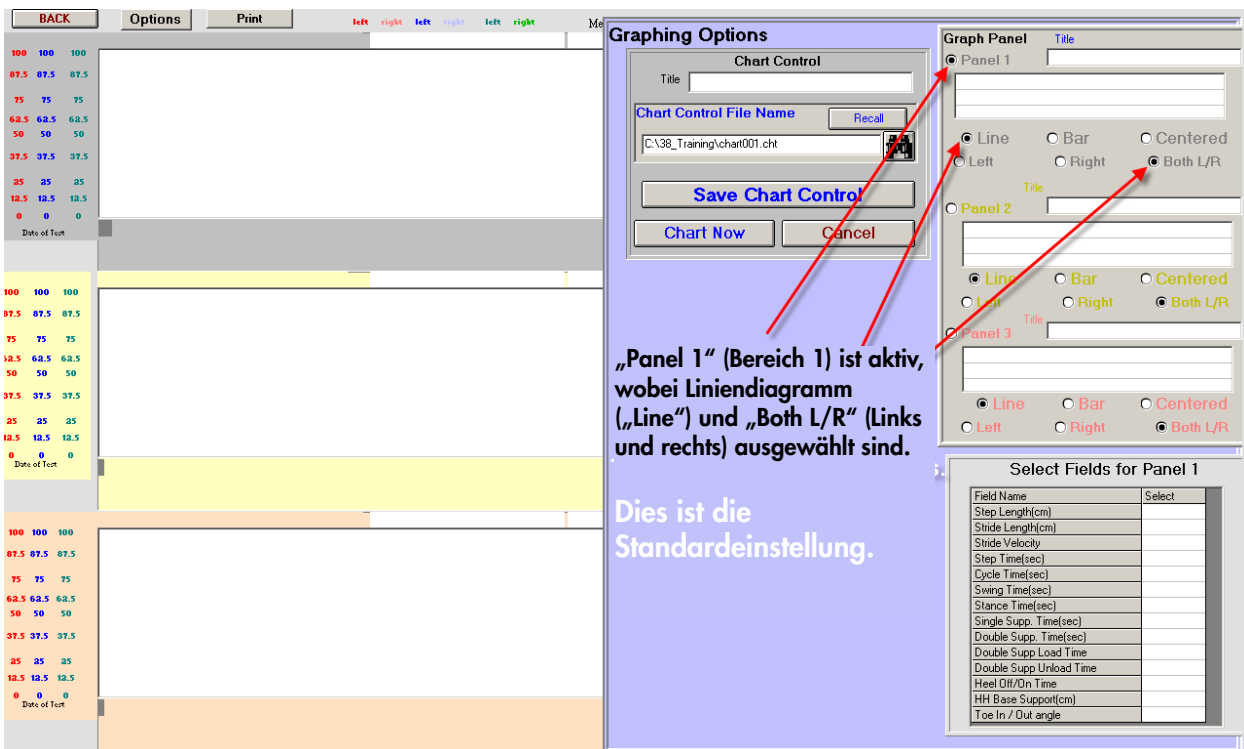 BACK Options Print left right left right left right Me
100 100 100
87.5 87.5 87.5
75 75 75
62.5 62.5 62.5
50 50 50
37.5 37.5 37.5
25 25 25
12.5 12.5 12.5
0 0 0
Date of Test
100 100 100
87.5 87.5 87.5
75 75 75
62.5 62.5 62.5
50 50 50
37.5 37.5 37.5
25 25 25
12.5 12.5 12.5
0 0 0
Date of Test
100 100 100
87.5 87.5 87.5
75 75 75
62.5 62.5 62.5
50 50 50
37.5 37.5 37.5
25 25 25
12.5 12.5 12.5
0 0 0
Date of Test
Graphing Options
Chart Control
Title
Chart Control File Name Recall
C:\38_Training\chart001.cht
Save Chart Control
Chart Now Cancel
„Panel 1“ (Bereich 1) ist aktiv,
wobei Liniendiagramm
(„Line“) und „Both L/R“ (Links
und rechts) ausgewählt sind.
Dies ist die
Standardeinstellung.
Graph Panel Title
Panel 1
Line Bar Centered
Left Right Both L/R
Title
Panel 2
Line Bar Centered
Left Right Both L/R
Title
Panel 3
Line Bar Centered
Left Right Both L/R
Select Fields for Panel 1
Field Name Select
Step Length(cm)
Stride Length(cm)
Stride Velocity
Step Time(sec)
Cycle Time(sec)
Swing Time(sec)
Stance Time(sec)
Single Supp. Time(sec)
Double Supp. Time(sec)
Double Supp Load Time
Double Supp Unload Time
Heel Off/On Time
HH Base Support(cm)
Toe In / Out angle